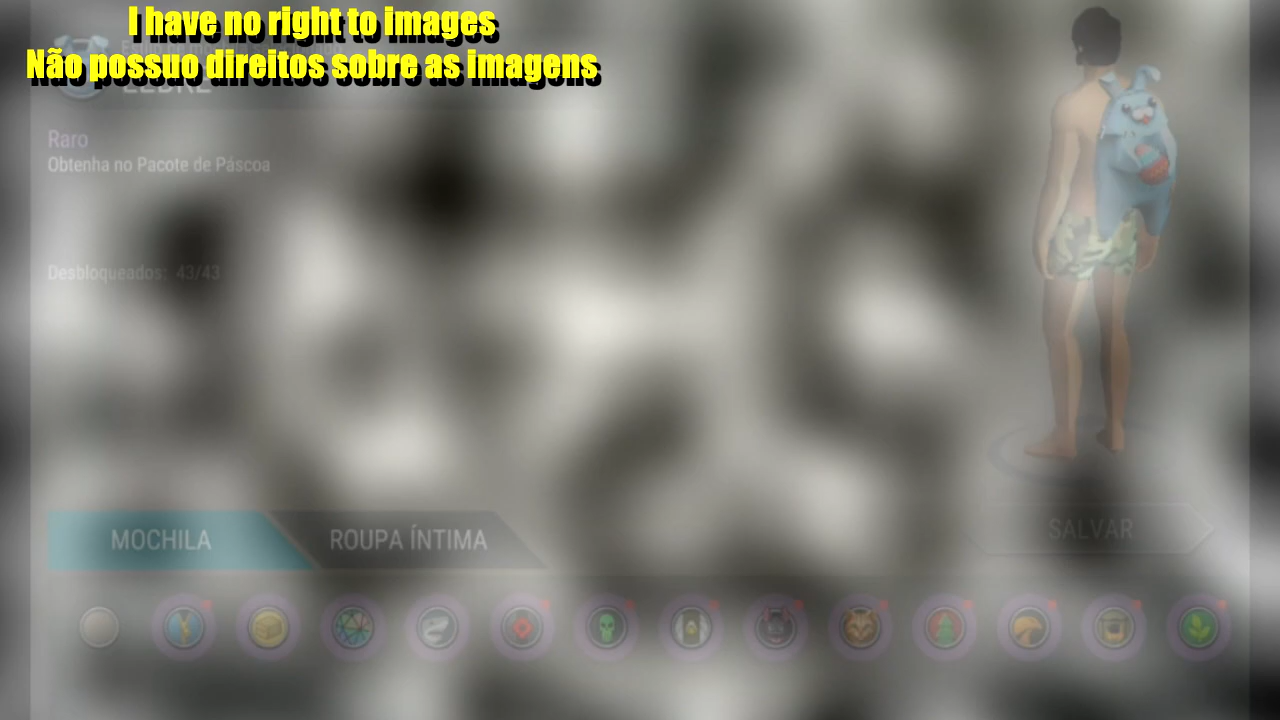 I have no right to images
Não possuo direitos sobre as imagens
LEBRE
Raro
Obtenha no Pacote de Páscoa
Desbloqueados: 43/43
MOCHILA
ROUPA ÍNTIMA
SALVAR